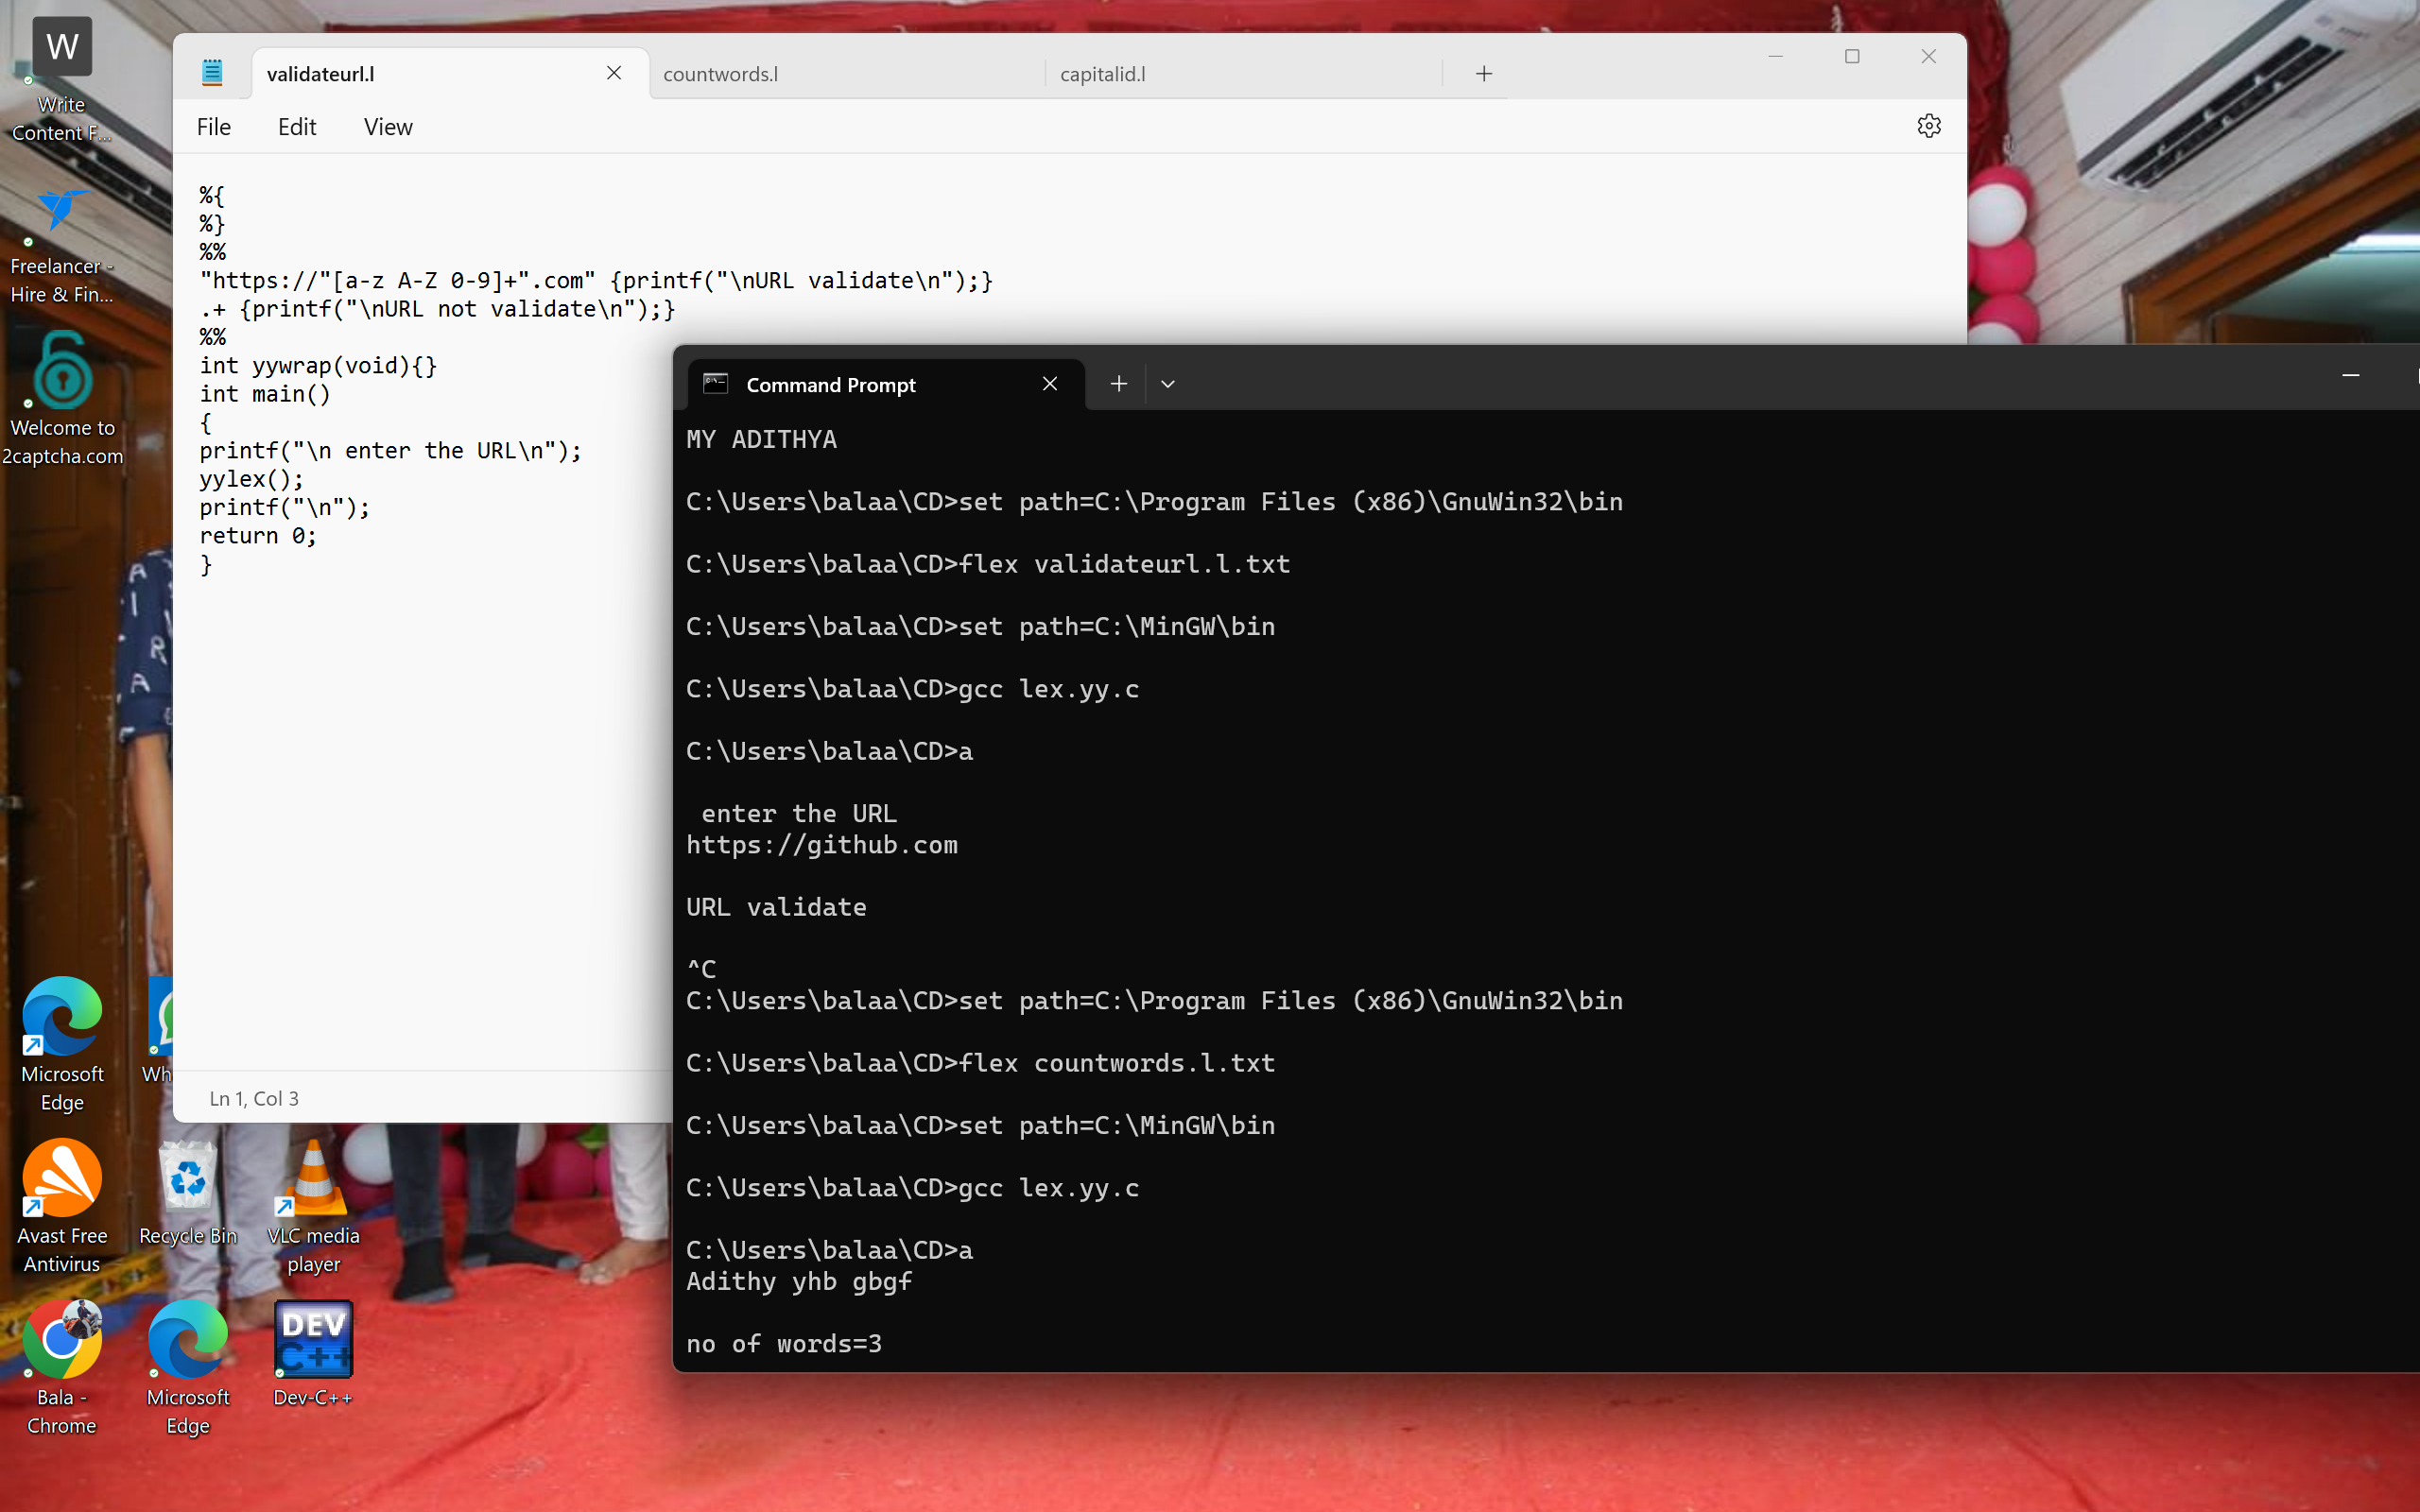 W
Write
Content F...
Freelancer -
Hire & Fin...
Welcome to
2captcha.com
Microsoft
Edge
Wh
Avast Free
Antivirus
Recycle Bin
VLC media
player
Bala -
Chrome
Microsoft
Edge
DEV
C++
Dev-C++
validateurl.l
countwords.l
capitalid.l
File Edit View
%{
%}
%%
"https://"[a-z A-Z 0-9]+".com" {printf("\nURL validate\n");}
.+ {printf("\nURL not validate\n");}
%%
int yywrap(void){}
int main()
{
printf("\n enter the URL\n");
yylex();
printf("\n");
return 0;
}
Ln 1, Col 3
Command Prompt
MY ADITHYA
C:\Users\balaa\CD>set path=C:\Program Files (x86)\GnuWin32\bin
C:\Users\balaa\CD>flex validateurl.l.txt
C:\Users\balaa\CD>set path=C:\MinGW\bin
C:\Users\balaa\CD>gcc lex.yy.c
C:\Users\balaa\CD>a
enter the URL
https://github.com
URL validate
^C
C:\Users\balaa\CD>set path=C:\Program Files (x86)\GnuWin32\bin
C:\Users\balaa\CD>flex countwords.l.txt
C:\Users\balaa\CD>set path=C:\MinGW\bin
C:\Users\balaa\CD>gcc lex.yy.c
C:\Users\balaa\CD>a
Adithy yhb gbgf
no of words=3